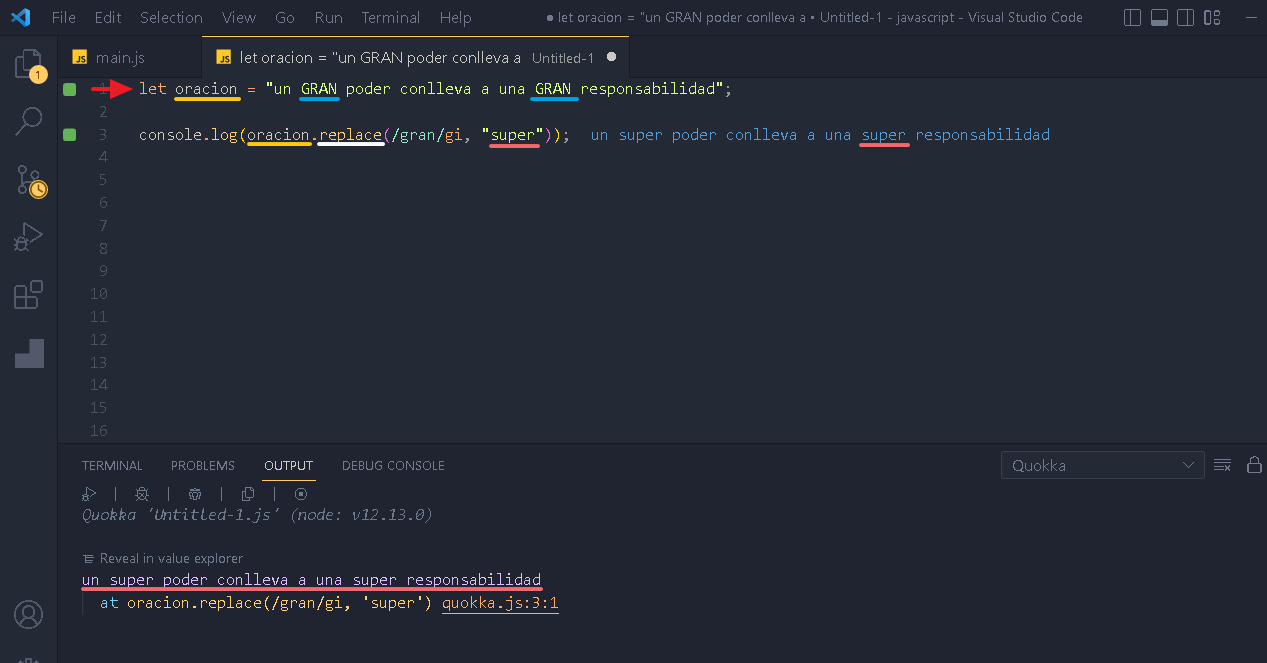 File Edit Selection View Go Run Terminal Help ● let oracion = "un GRAN poder conlleva a • Untitled-1 - javascript - Visual Studio Code
JS main.js JS let oracion = "un GRAN poder conlleva a Untitled-1 ●
1
1 let oracion = "un GRAN poder conlleva a una GRAN responsabilidad";
2
3 console.log(oracion.replace(/gran/gi, "super")); un super poder conlleva a una super responsabilidad
4
5
6
7
8
9
10
11
12
13
14
15
16
TERMINAL PROBLEMS OUTPUT DEBUG CONSOLE Quokka
Quokka 'Untitled-1.js' (node: v12.13.0)
Reveal in value explorer
un super poder conlleva a una super responsabilidad
at oracion.replace(/gran/gi, 'super') quokka.js:3:1